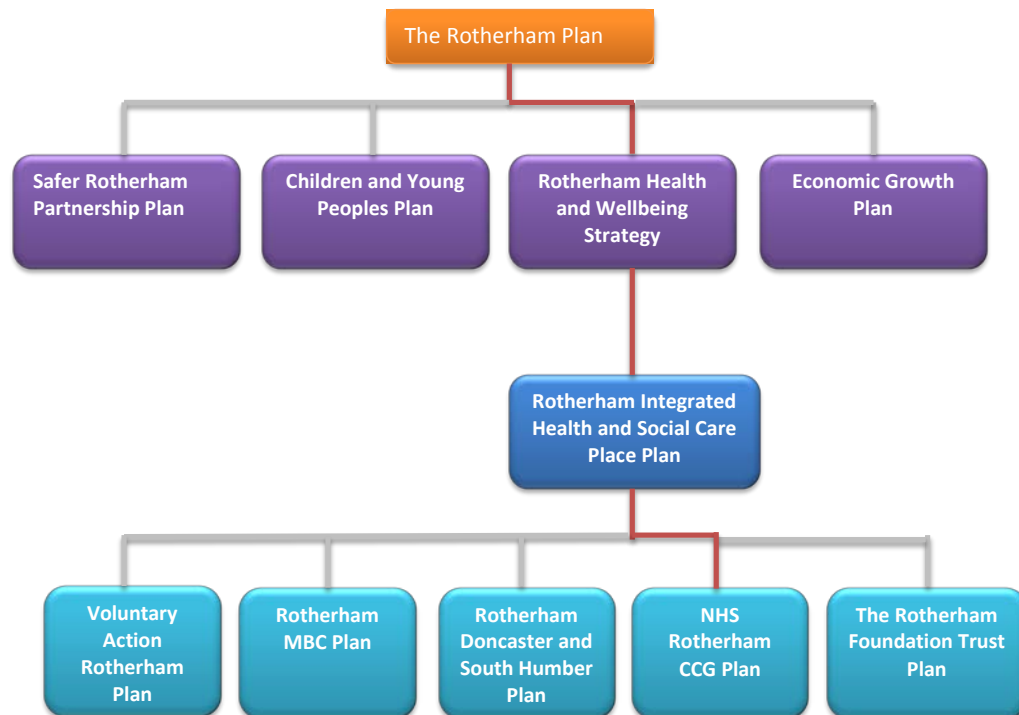 The Rotherham Plan
Safer Rotherham
Partnership Plan
Children and Young
Peoples Plan
Rotherham Health
and Wellbeing
Strategy
Economic Growth
Plan
Rotherham Integrated
Health and Social Care
Place Plan
Voluntary
Action
Rotherham
Plan
Rotherham
MBC Plan
Rotherham
Doncaster and
South Humber
Plan
NHS
Rotherham
CCG Plan
The Rotherham
Foundation Trust
Plan